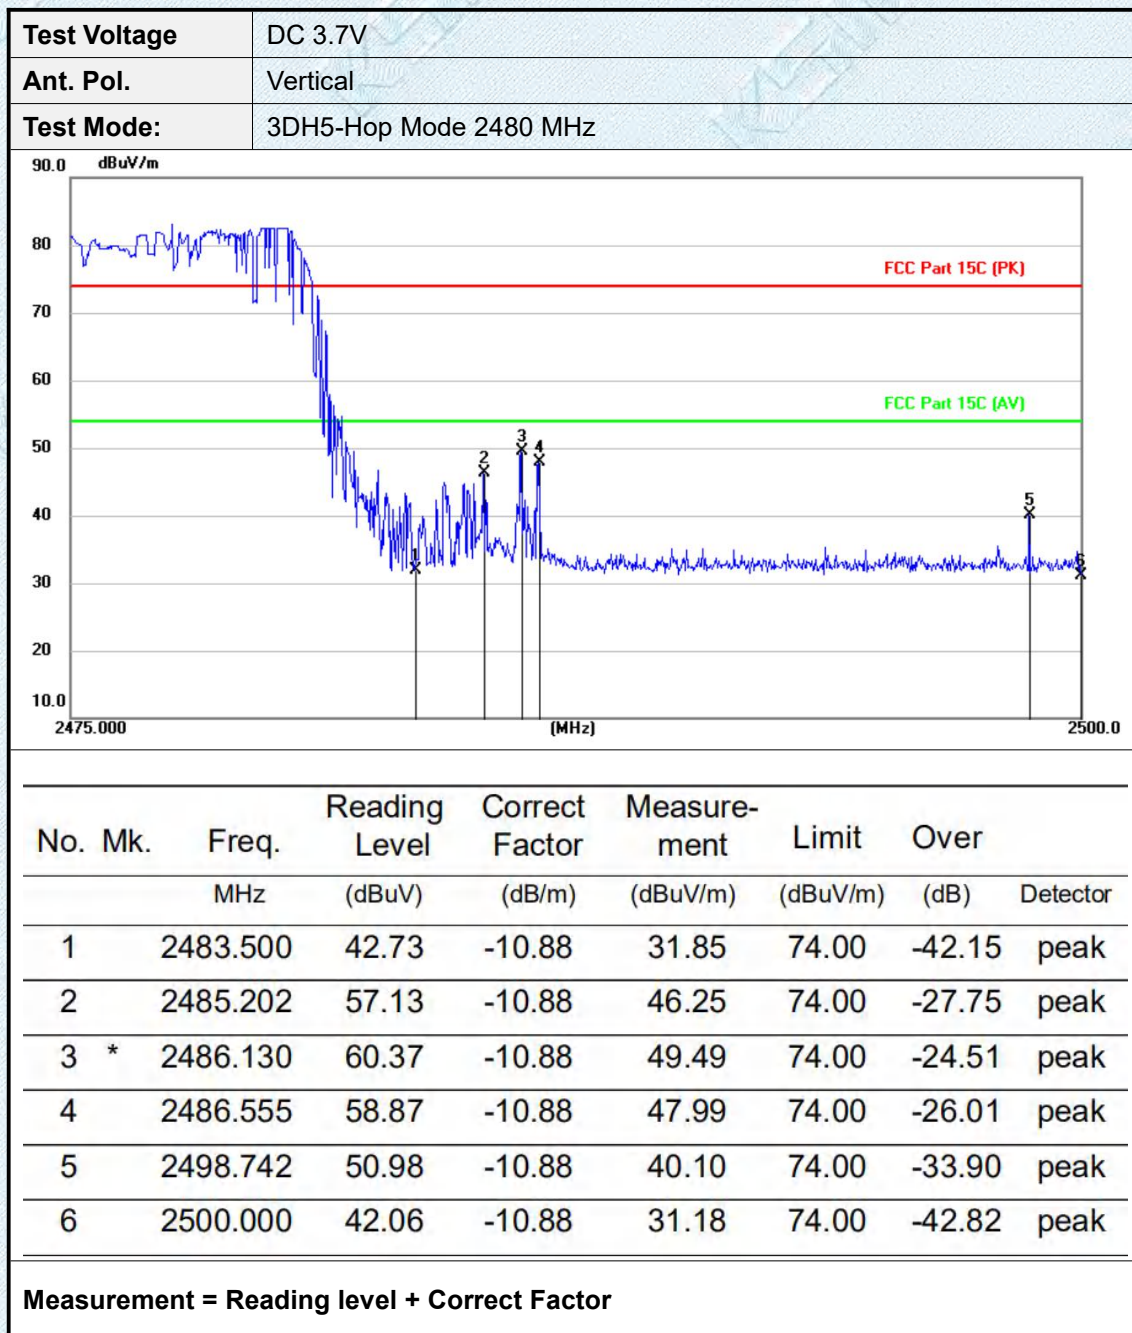 Test Voltage DC 3.7V
Ant. Pol. Vertical
Test Mode: 3DH5-Hop Mode 2480 MHz
90.0 dBuV/m
80
FCC Part 15C (PK)
70
60
FCC Part 15C (AV)
50
3
4
2
40
5
1
6
30
20
10.0
2475.000 (MHz) 2500.0
No. Mk. Freq. Reading Level Correct Factor Measure-ment Limit Over
MHz (dBuV) (dB/m) (dBuV/m) (dBuV/m) (dB) Detector
1 2483.500 42.73 -10.88 31.85 74.00 -42.15 peak
2 2485.202 57.13 -10.88 46.25 74.00 -27.75 peak
3 * 2486.130 60.37 -10.88 49.49 74.00 -24.51 peak
4 2486.555 58.87 -10.88 47.99 74.00 -26.01 peak
5 2498.742 50.98 -10.88 40.10 74.00 -33.90 peak
6 2500.000 42.06 -10.88 31.18 74.00 -42.82 peak
Measurement = Reading level + Correct Factor